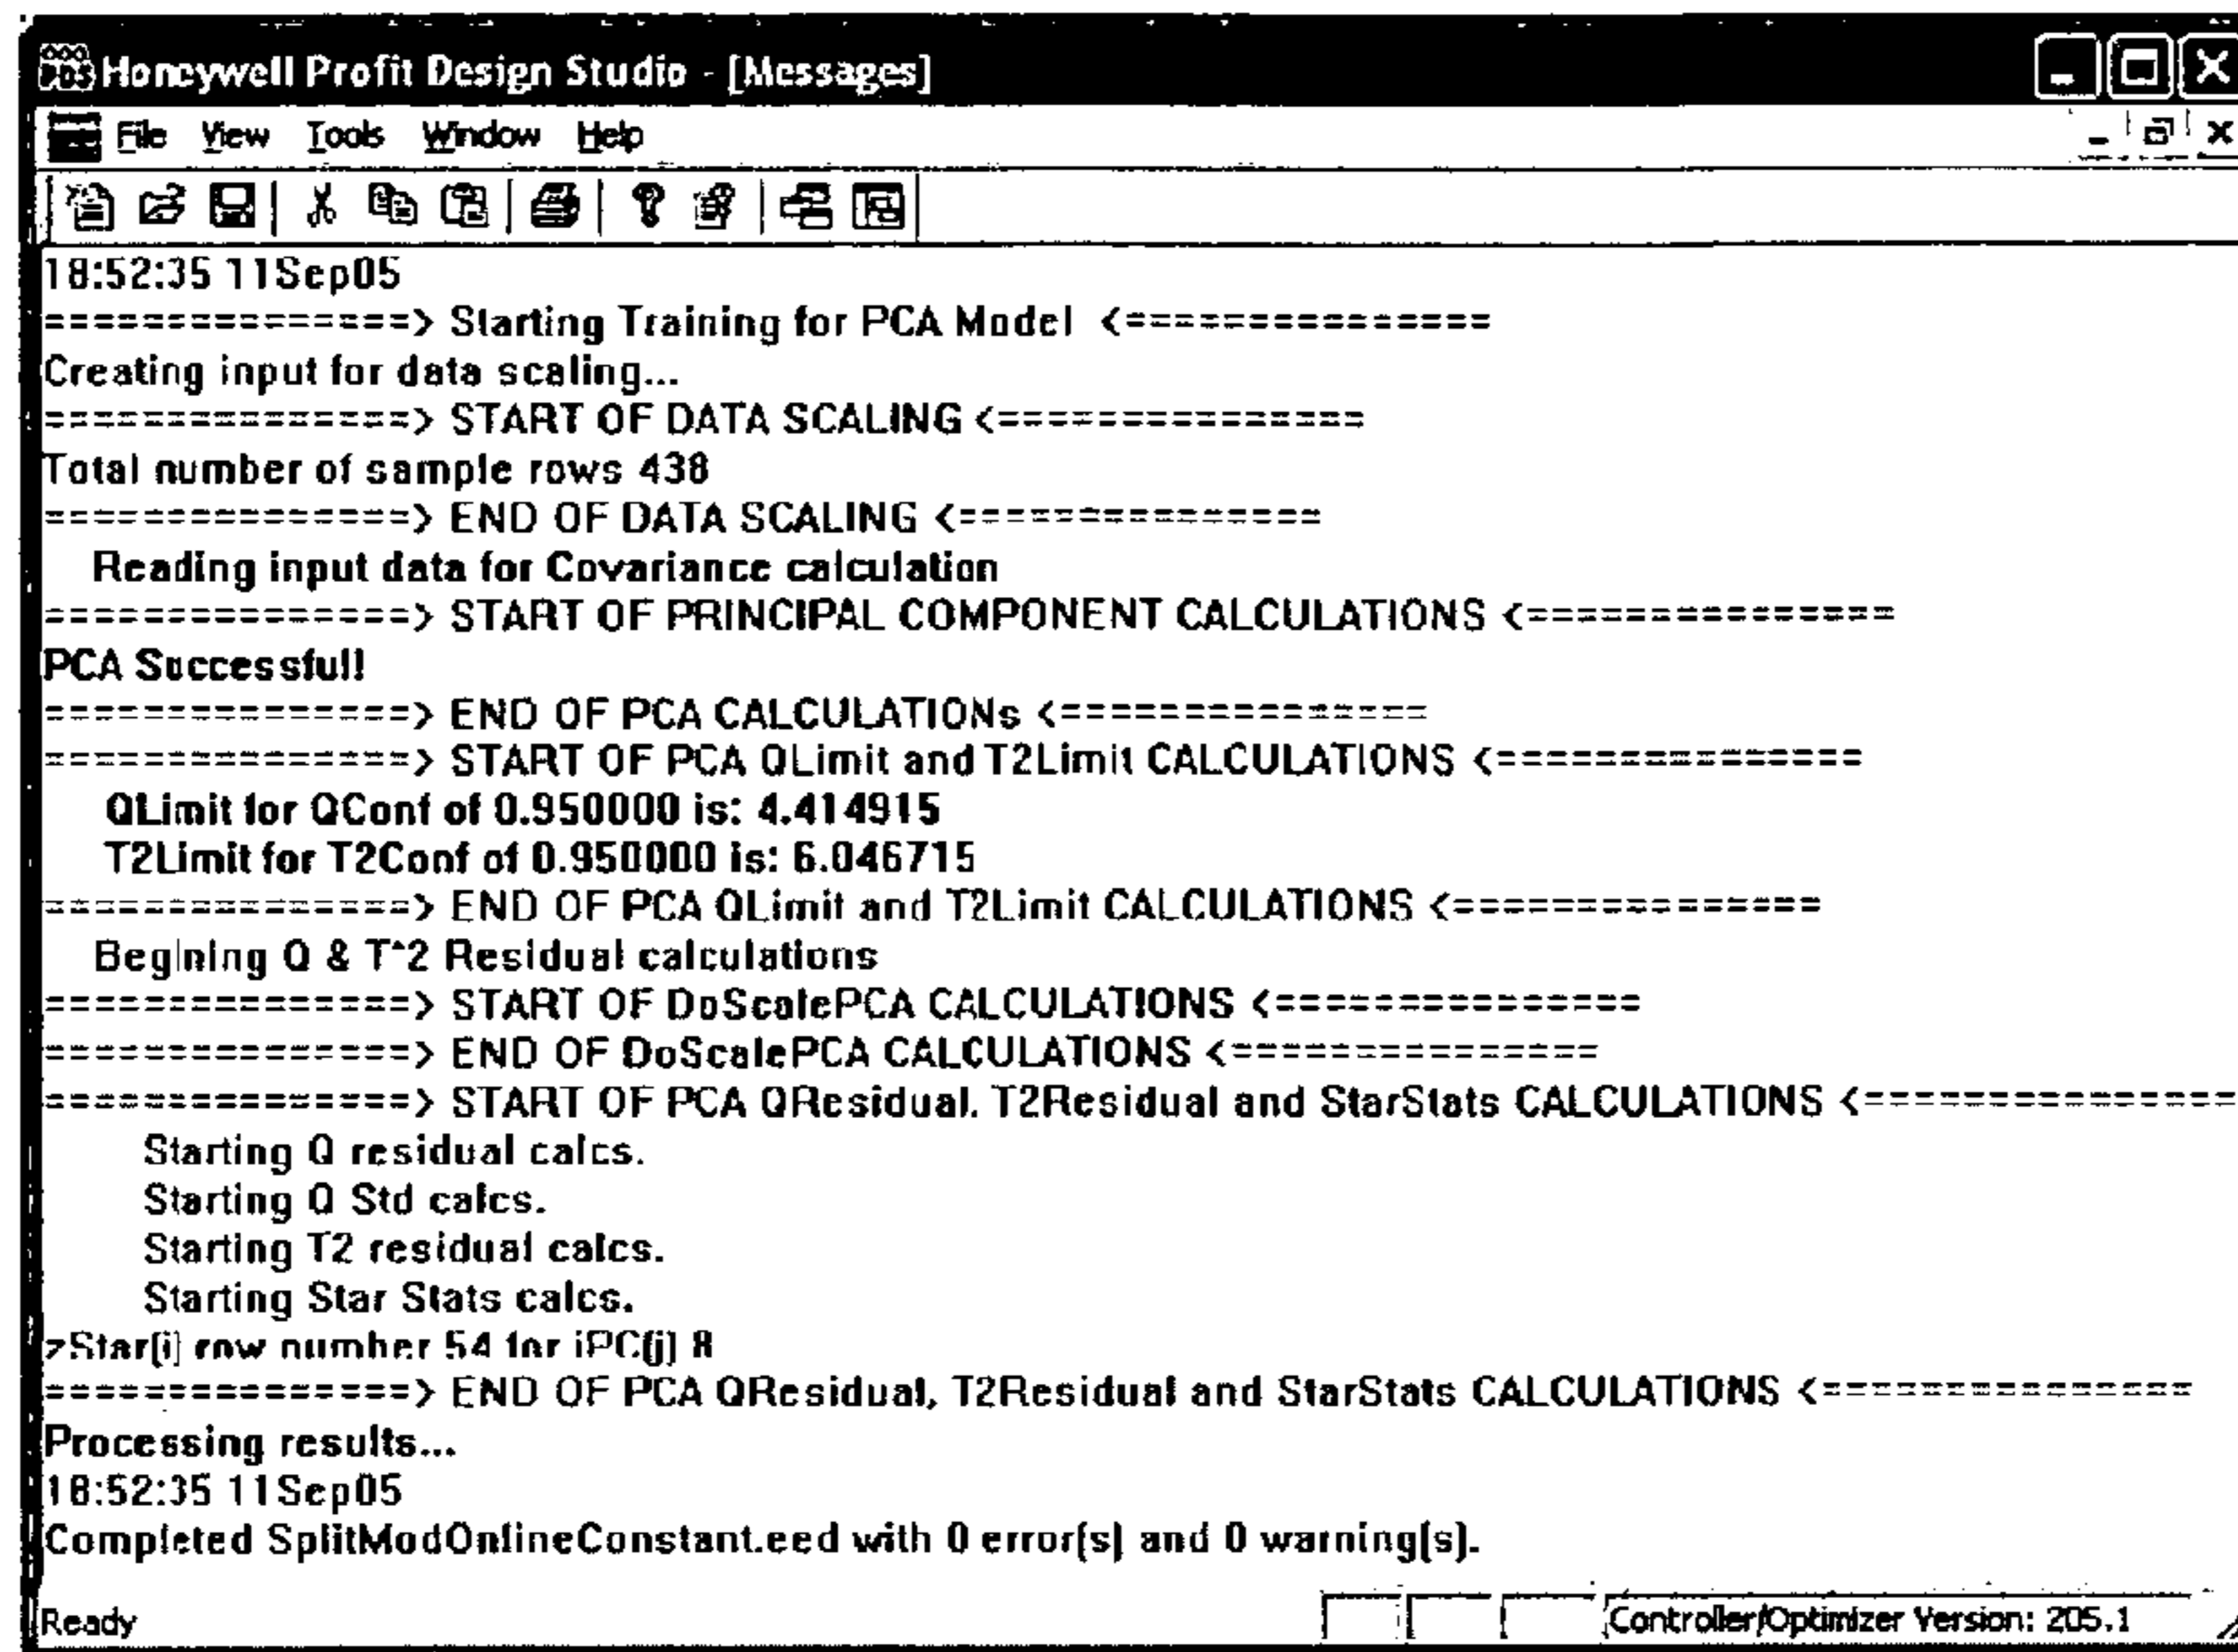 Honeywell Profit Design Studio - [Messages]
File View Tools Window Help
18:52:35 11Sep05
===============> Starting Training for PCA Model <===============
Creating input for data scaling...
===============> START OF DATA SCALING <===============
Total number of sample rows 438
===============> END OF DATA SCALING <===============
Reading input data for Covariance calculation
===============> START OF PRINCIPAL COMPONENT CALCULATIONS <===============
PCA Successful!
===============> END OF PCA CALCULATIONs <===============
===============> START OF PCA QLimit and T2Limit CALCULATIONS <===============
QLimit for QConf of 0.950000 is: 4.414915
T2Limit for T2Conf of 0.950000 is: 6.046715
===============> END OF PCA QLimit and T2Limit CALCULATIONS <===============
Begining Q & T^2 Residual calculations
===============> START OF DoScalePCA CALCULATIONS <===============
===============> END OF DoScalePCA CALCULATIONS <===============
===============> START OF PCA QResidual, T2Residual and StarStats CALCULATIONS <===============
Starting Q residual calcs.
Starting Q Std calcs.
Starting T2 residual calcs.
Starting Star Stats calcs.
zStar[i] row number 54 for iPC[j] 8
===============> END OF PCA QResidual, T2Residual and StarStats CALCULATIONS <===============
Processing results...
18:52:35 11Sep05
Completed SplitModOnlineConstant.eed with 0 error(s) and 0 warning(s).
Ready
Controller/Optimizer Version: 205.1